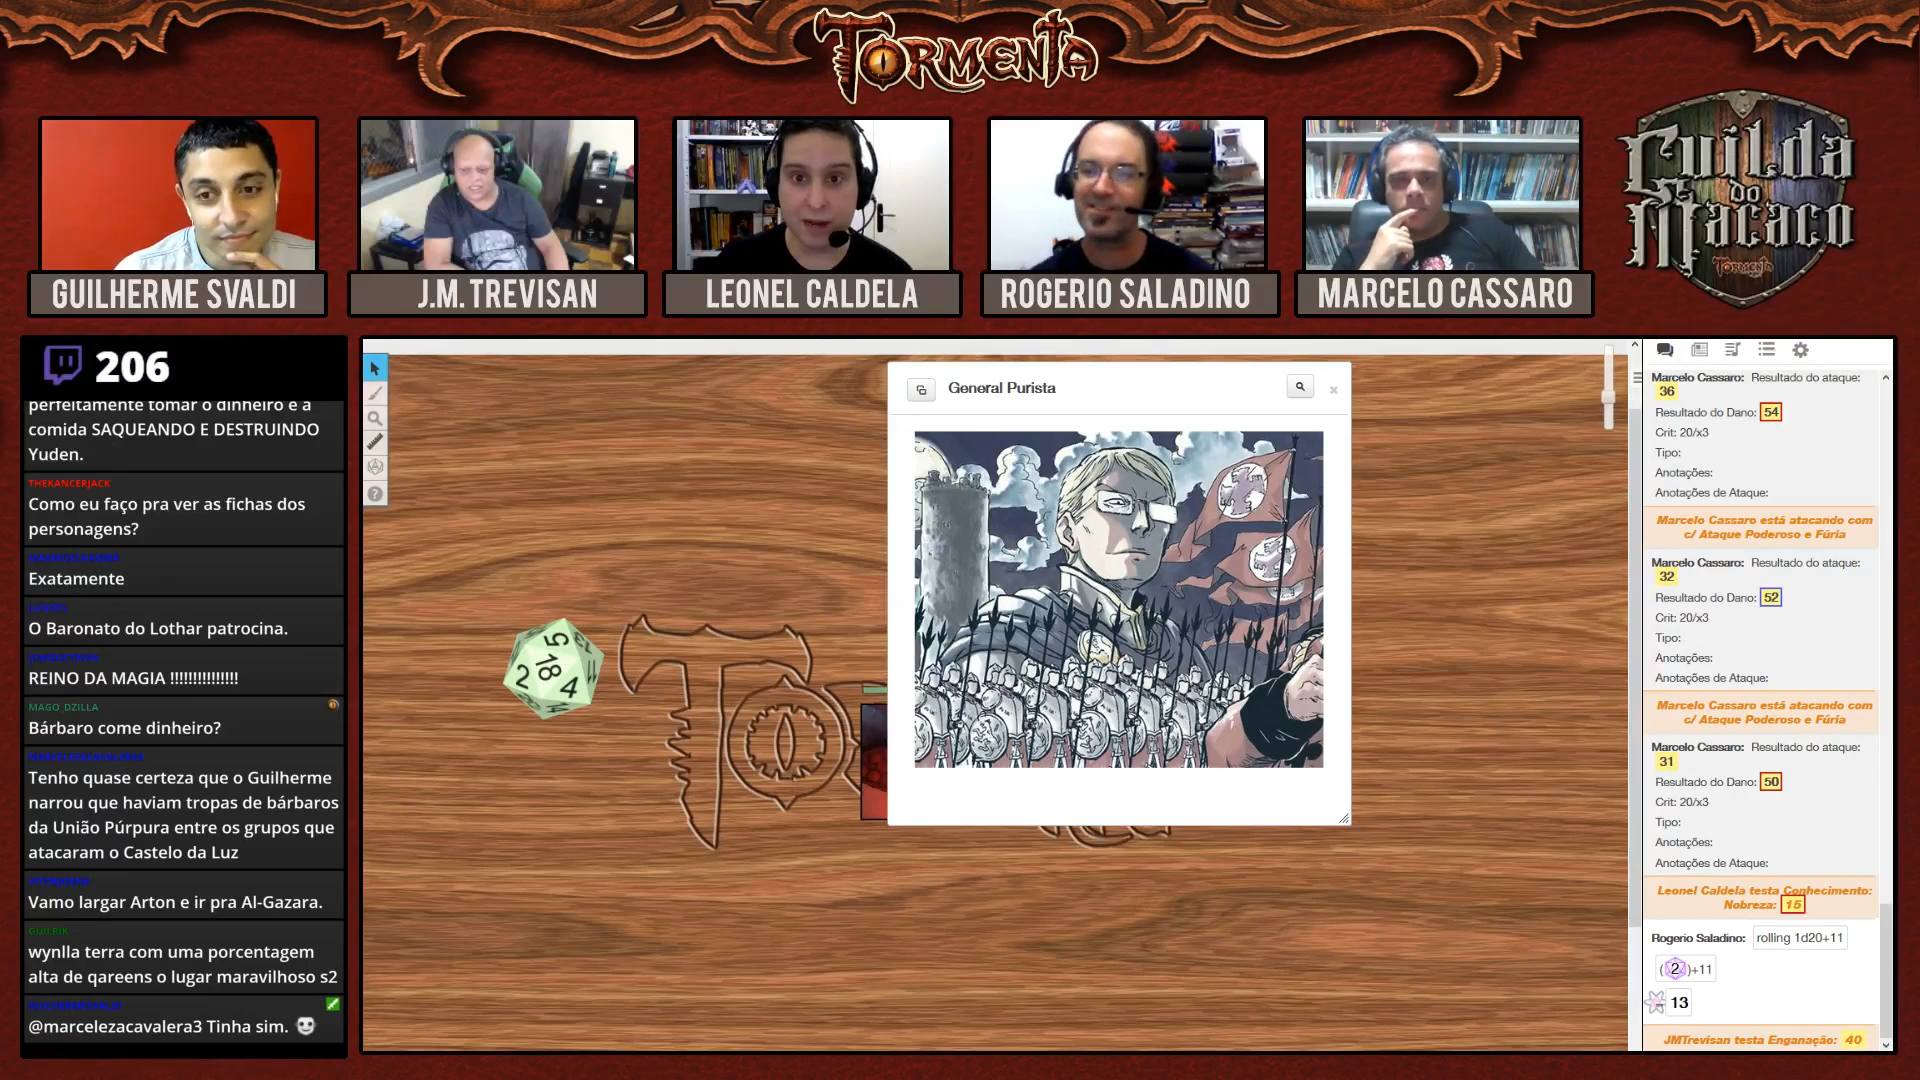 TORMENTA
Guilda
do
Macaco
TORMENTA
GUILHERME SVALDI
J.M. TREVISAN
LEONEL CALDELA
ROGERIO SALADINO
MARCELO CASSARO
206
perfeitamente tomar o dinheiro e a
comida SAQUEANDO E DESTRUINDO
Yuden.
THEKANCERJACK
Como eu faço pra ver as fichas dos
personagens?
Exatamente
O Baronato do Lothar patrocina.
REINO DA MAGIA !!!!!!!!!!!!!!!
MAGO_DZILLA
Bárbaro come dinheiro?
MARCELEZACAVALERA3
Tenho quase certeza que o Guilherme
narrou que haviam tropas de bárbaros
da União Púrpura entre os grupos que
atacaram o Castelo da Luz
Vamo largar Arton e ir pra Al-Gazara.
GUILRIK
wynlla terra com uma porcentagem
alta de qareens o lugar maravilhoso s2
@marcelezacavalera3 Tinha sim.
General Purista
5
18
2
4
Marcelo Cassaro: Resultado do ataque:
36
Resultado do Dano: 54
Crit: 20/x3
Tipo:
Anotações:
Anotações de Ataque:
Marcelo Cassaro está atacando com
c/ Ataque Poderoso e Fúria
Marcelo Cassaro: Resultado do ataque:
32
Resultado do Dano: 52
Crit: 20/x3
Tipo:
Anotações:
Anotações de Ataque:
Marcelo Cassaro está atacando com
c/ Ataque Poderoso e Fúria
Marcelo Cassaro: Resultado do ataque:
31
Resultado do Dano: 50
Crit: 20/x3
Tipo:
Anotações:
Anotações de Ataque:
Leonel Caldela testa Conhecimento:
Nobreza: 15
Rogerio Saladino: rolling 1d20+11
(2)+11
= 13
JMTrevisan testa Enganação: 40